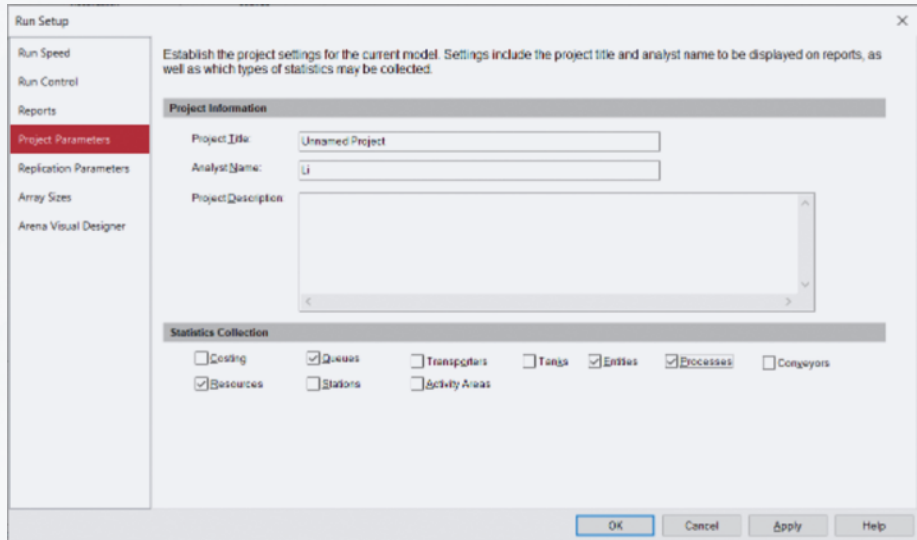 Run Setup
Run Speed
Run Control
Reports
Project Parameters
Replication Parameters
Array Sizes
Arena Visual Designer
Establish the project settings for the current model. Settings include the project title and analyst name to be displayed on reports, as
well as which types of statistics may be collected.
Project Information
Project Title:
Unnamed Project
Analyst Name:
Li
Project Description:
Statistics Collection
Costing
Queues
Transporters
Tanks
Entities
Processes
Conveyors
Resources
Stations
Activity Areas
OK
Cancel
Apply
Help